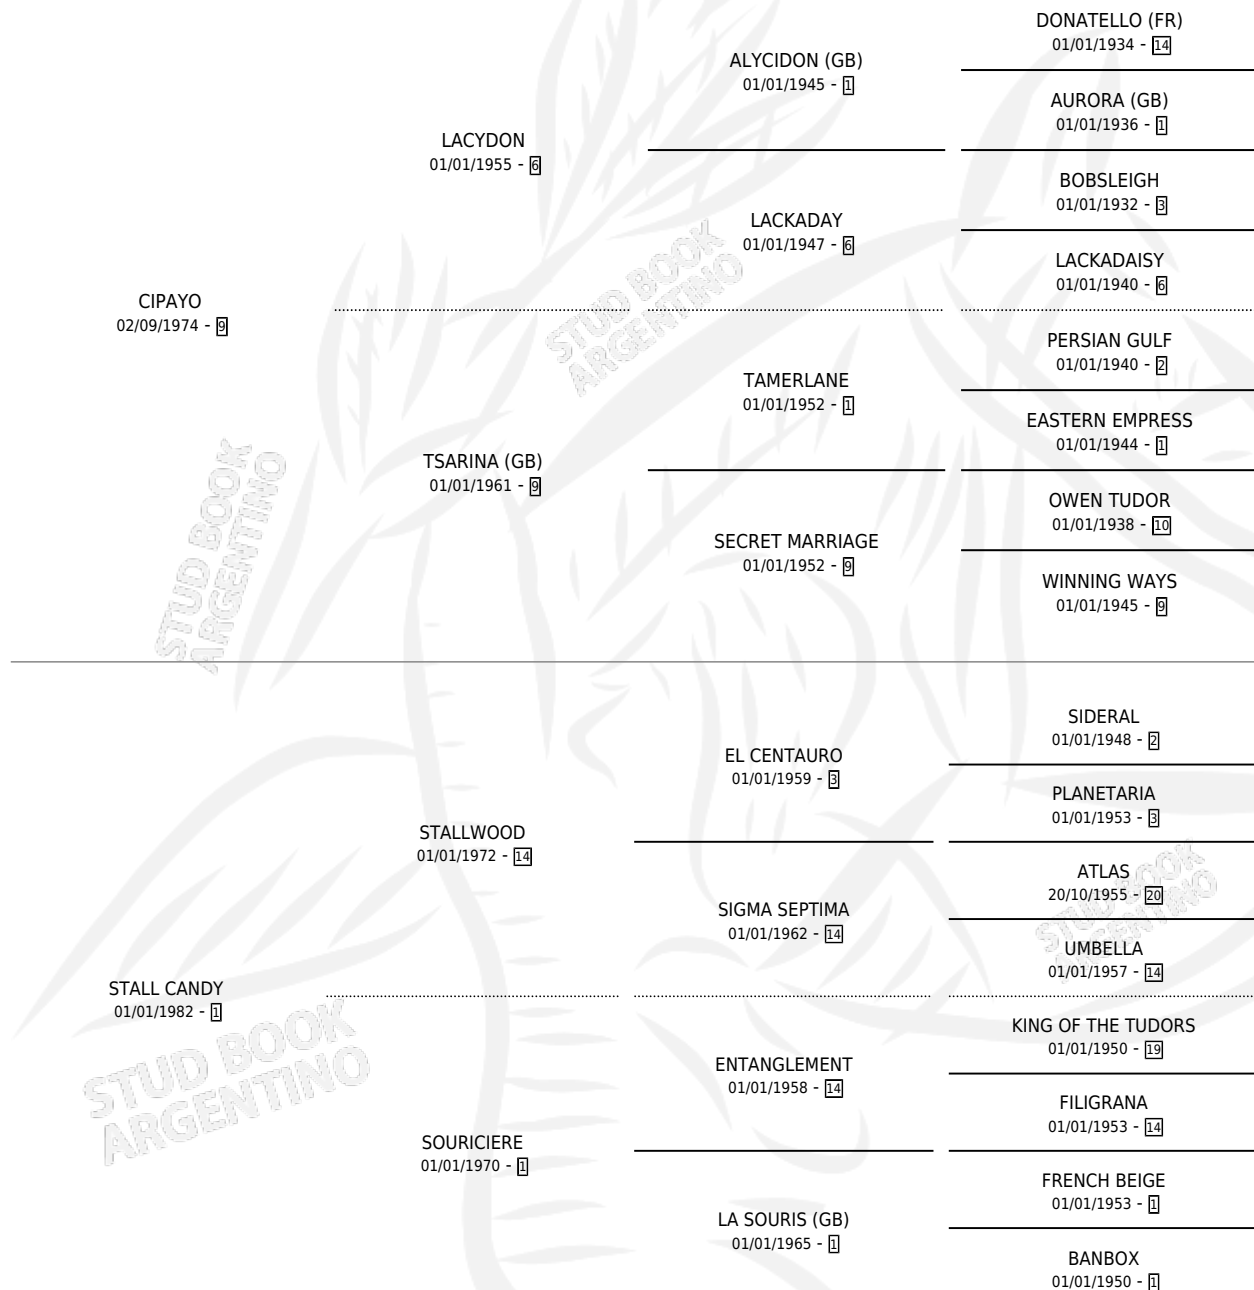 DONATELLO (FR)
01/01/1934 - 14
ALYCIDON (GB)
01/01/1945 - 1
AURORA (GB)
01/01/1936 - 1
LACYDON
01/01/1955 - 6
BOBSLEIGH
01/01/1932 - 3
LACKADAY
01/01/1947 - 6
LACKADAISY
01/01/1940 - 6
CIPAYO
02/09/1974 - 9
STUD BOOK
ARGENTINO
PERSIAN GULF
01/01/1940 - 2
TAMERLANE
01/01/1952 - 1
EASTERN EMPRESS
01/01/1944 - 1
TSARINA (GB)
01/01/1961 - 9
OWEN TUDOR
01/01/1938 - 10
SECRET MARRIAGE
01/01/1952 - 9
WINNING WAYS
01/01/1945 - 9
STUD BOOK
ARGENTINO
SIDERAL
01/01/1948 - 2
EL CENTAURO
01/01/1959 - 3
PLANETARIA
01/01/1953 - 3
STALLWOOD
01/01/1972 - 14
ATLAS
20/10/1955 - 20
SIGMA SEPTIMA
01/01/1962 - 14
UMBELLA
01/01/1957 - 14
STUD BOOK
ARGENTINO
STALL CANDY
01/01/1982 - 1
KING OF THE TUDORS
01/01/1950 - 19
ENTANGLEMENT
01/01/1958 - 14
FILIGRANA
01/01/1953 - 14
STUD BOOK
ARGENTINO
SOURICIERE
01/01/1970 - 1
FRENCH BEIGE
01/01/1953 - 1
LA SOURIS (GB)
01/01/1965 - 1
BANBOX
01/01/1950 - 1